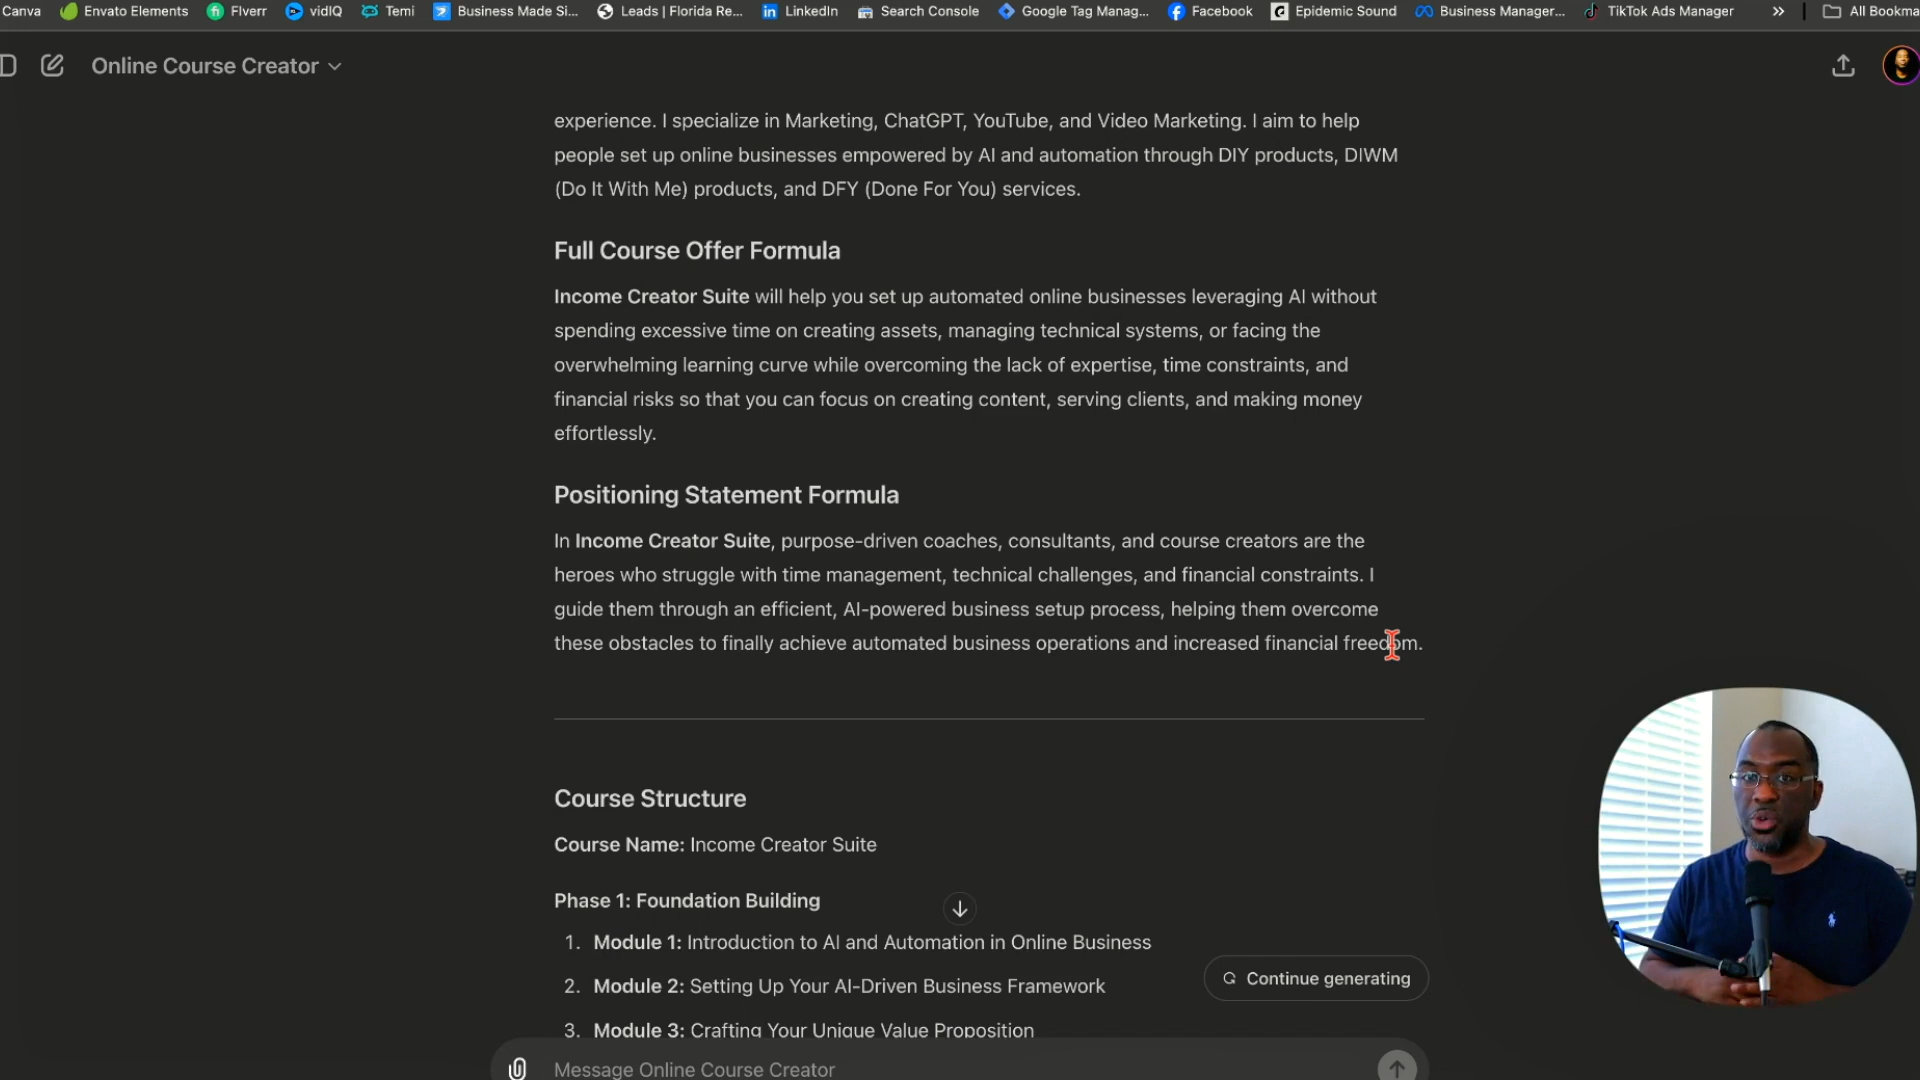 Canva Envato Elements FIverr vidIQ Temi Business Made Si... Leads | Florida Re... LinkedIn Search Console Google Tag Manag... Facebook Epidemic Sound Business Manager... TikTok Ads Manager » All Bookma
Online Course Creator
experience. I specialize in Marketing, ChatGPT, YouTube, and Video Marketing. I aim to help
people set up online businesses empowered by AI and automation through DIY products, DIWM
(Do It With Me) products, and DFY (Done For You) services.
Full Course Offer Formula
Income Creator Suite will help you set up automated online businesses leveraging AI without
spending excessive time on creating assets, managing technical systems, or facing the
overwhelming learning curve while overcoming the lack of expertise, time constraints, and
financial risks so that you can focus on creating content, serving clients, and making money
effortlessly.
Positioning Statement Formula
In Income Creator Suite, purpose-driven coaches, consultants, and course creators are the
heroes who struggle with time management, technical challenges, and financial constraints. I
guide them through an efficient, AI-powered business setup process, helping them overcome
these obstacles to finally achieve automated business operations and increased financial freedom.
Course Structure
Course Name: Income Creator Suite
Phase 1: Foundation Building
1. Module 1: Introduction to AI and Automation in Online Business
2. Module 2: Setting Up Your AI-Driven Business Framework
Continue generating
3. Module 3: Crafting Your Unique Value Proposition
Message Online Course Creator